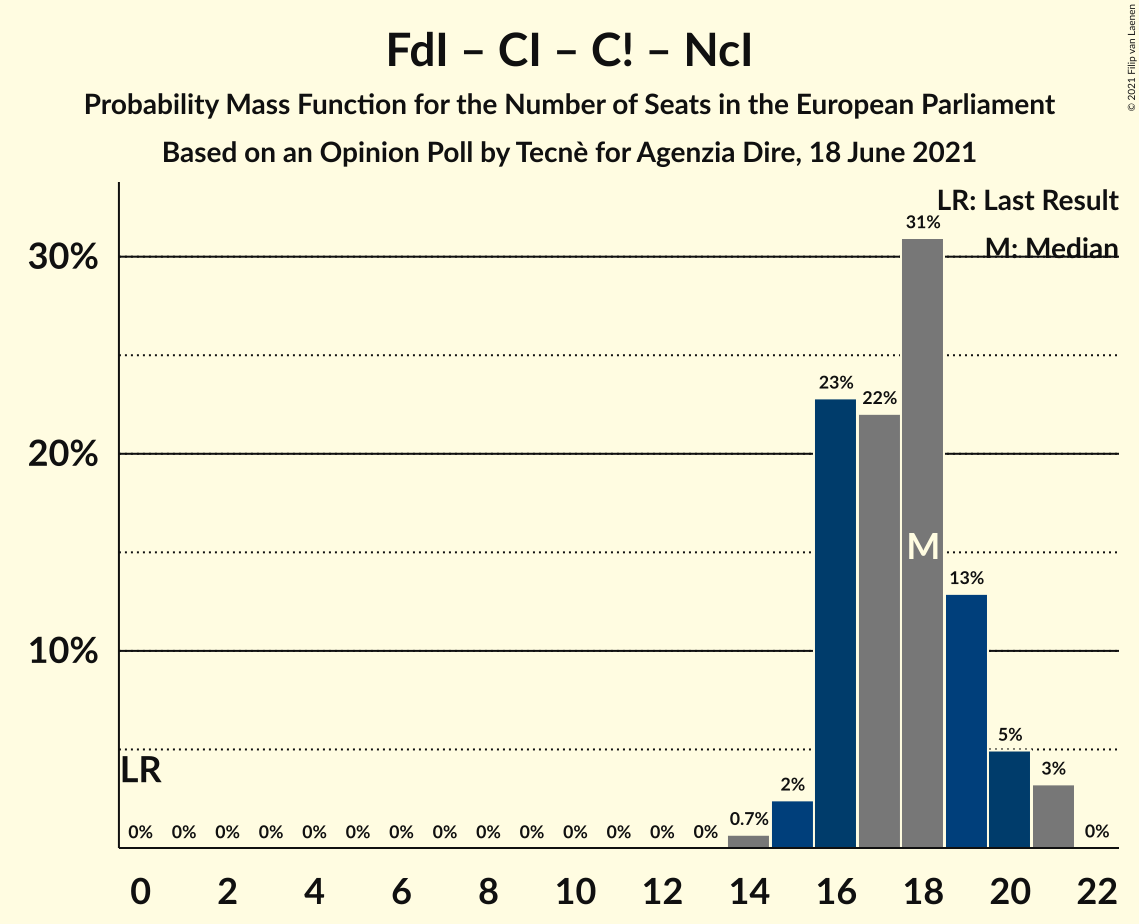 FdI – CI – C! – NcI
Probability Mass Function for the Number of Seats in the European Parliament
Based on an Opinion Poll by Tecnè for Agenzia Dire, 18 June 2021
© 2021 Filip van Laenen
LR: Last Result
M: Median
30%
20%
10%
31%
23%
22%
M
13%
5%
3%
2%
0.7%
LR
0% 0% 0% 0% 0% 0% 0% 0% 0% 0% 0% 0% 0% 0% 0%
0 2 4 6 8 10 12 14 16 18 20 22